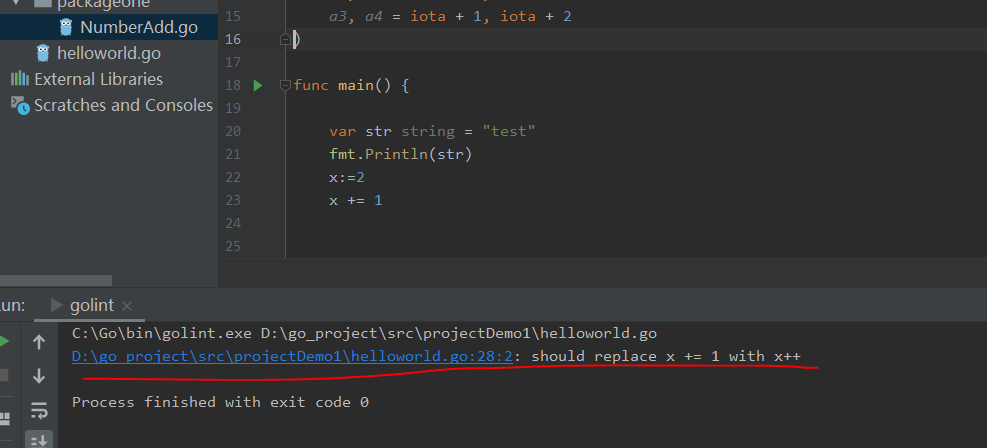 packageone
NumberAdd.go
helloworld.go
External Libraries
Scratches and Consoles
15 a3, a4 = iota + 1, iota + 2
16 )
17
18 func main() {
19
20 var str string = "test"
21 fmt.Println(str)
22 x:=2
23 x += 1
24
25
un: golint
C:\Go\bin\golint.exe D:\go_project\src\projectDemo1\helloworld.go
D:\go_project\src\projectDemo1\helloworld.go:28:2: should replace x += 1 with x++
Process finished with exit code 0